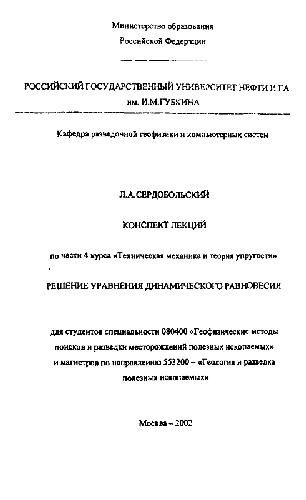 Министерство образования
Российской Федерации
РОССИЙСКИЙ ГОСУДАРСТВЕННЫЙ УНИВЕРСИТЕТ НЕФТИ И ГА
им. И.М.ГУБКИНА
Кафедра разведочной геофизики и компьютерных систем
Л.А.СЕРДОБОЛЬСКИЙ
КОНСПЕКТ ЛЕКЦИЙ
по части 4 курса «Техническая механика и теория упругости»
РЕШЕНИЕ УРАВНЕНИЯ ДИНАМИЧЕСКОГО РАВНОВЕСИЯ
для студентов специальности 080400 «Геофизические методы
поисков и разведки месторождений полезных ископаемых»
и магистров по направлению 553200 – «Геология и разведка
полезных ископаемых»
Москва – 2002